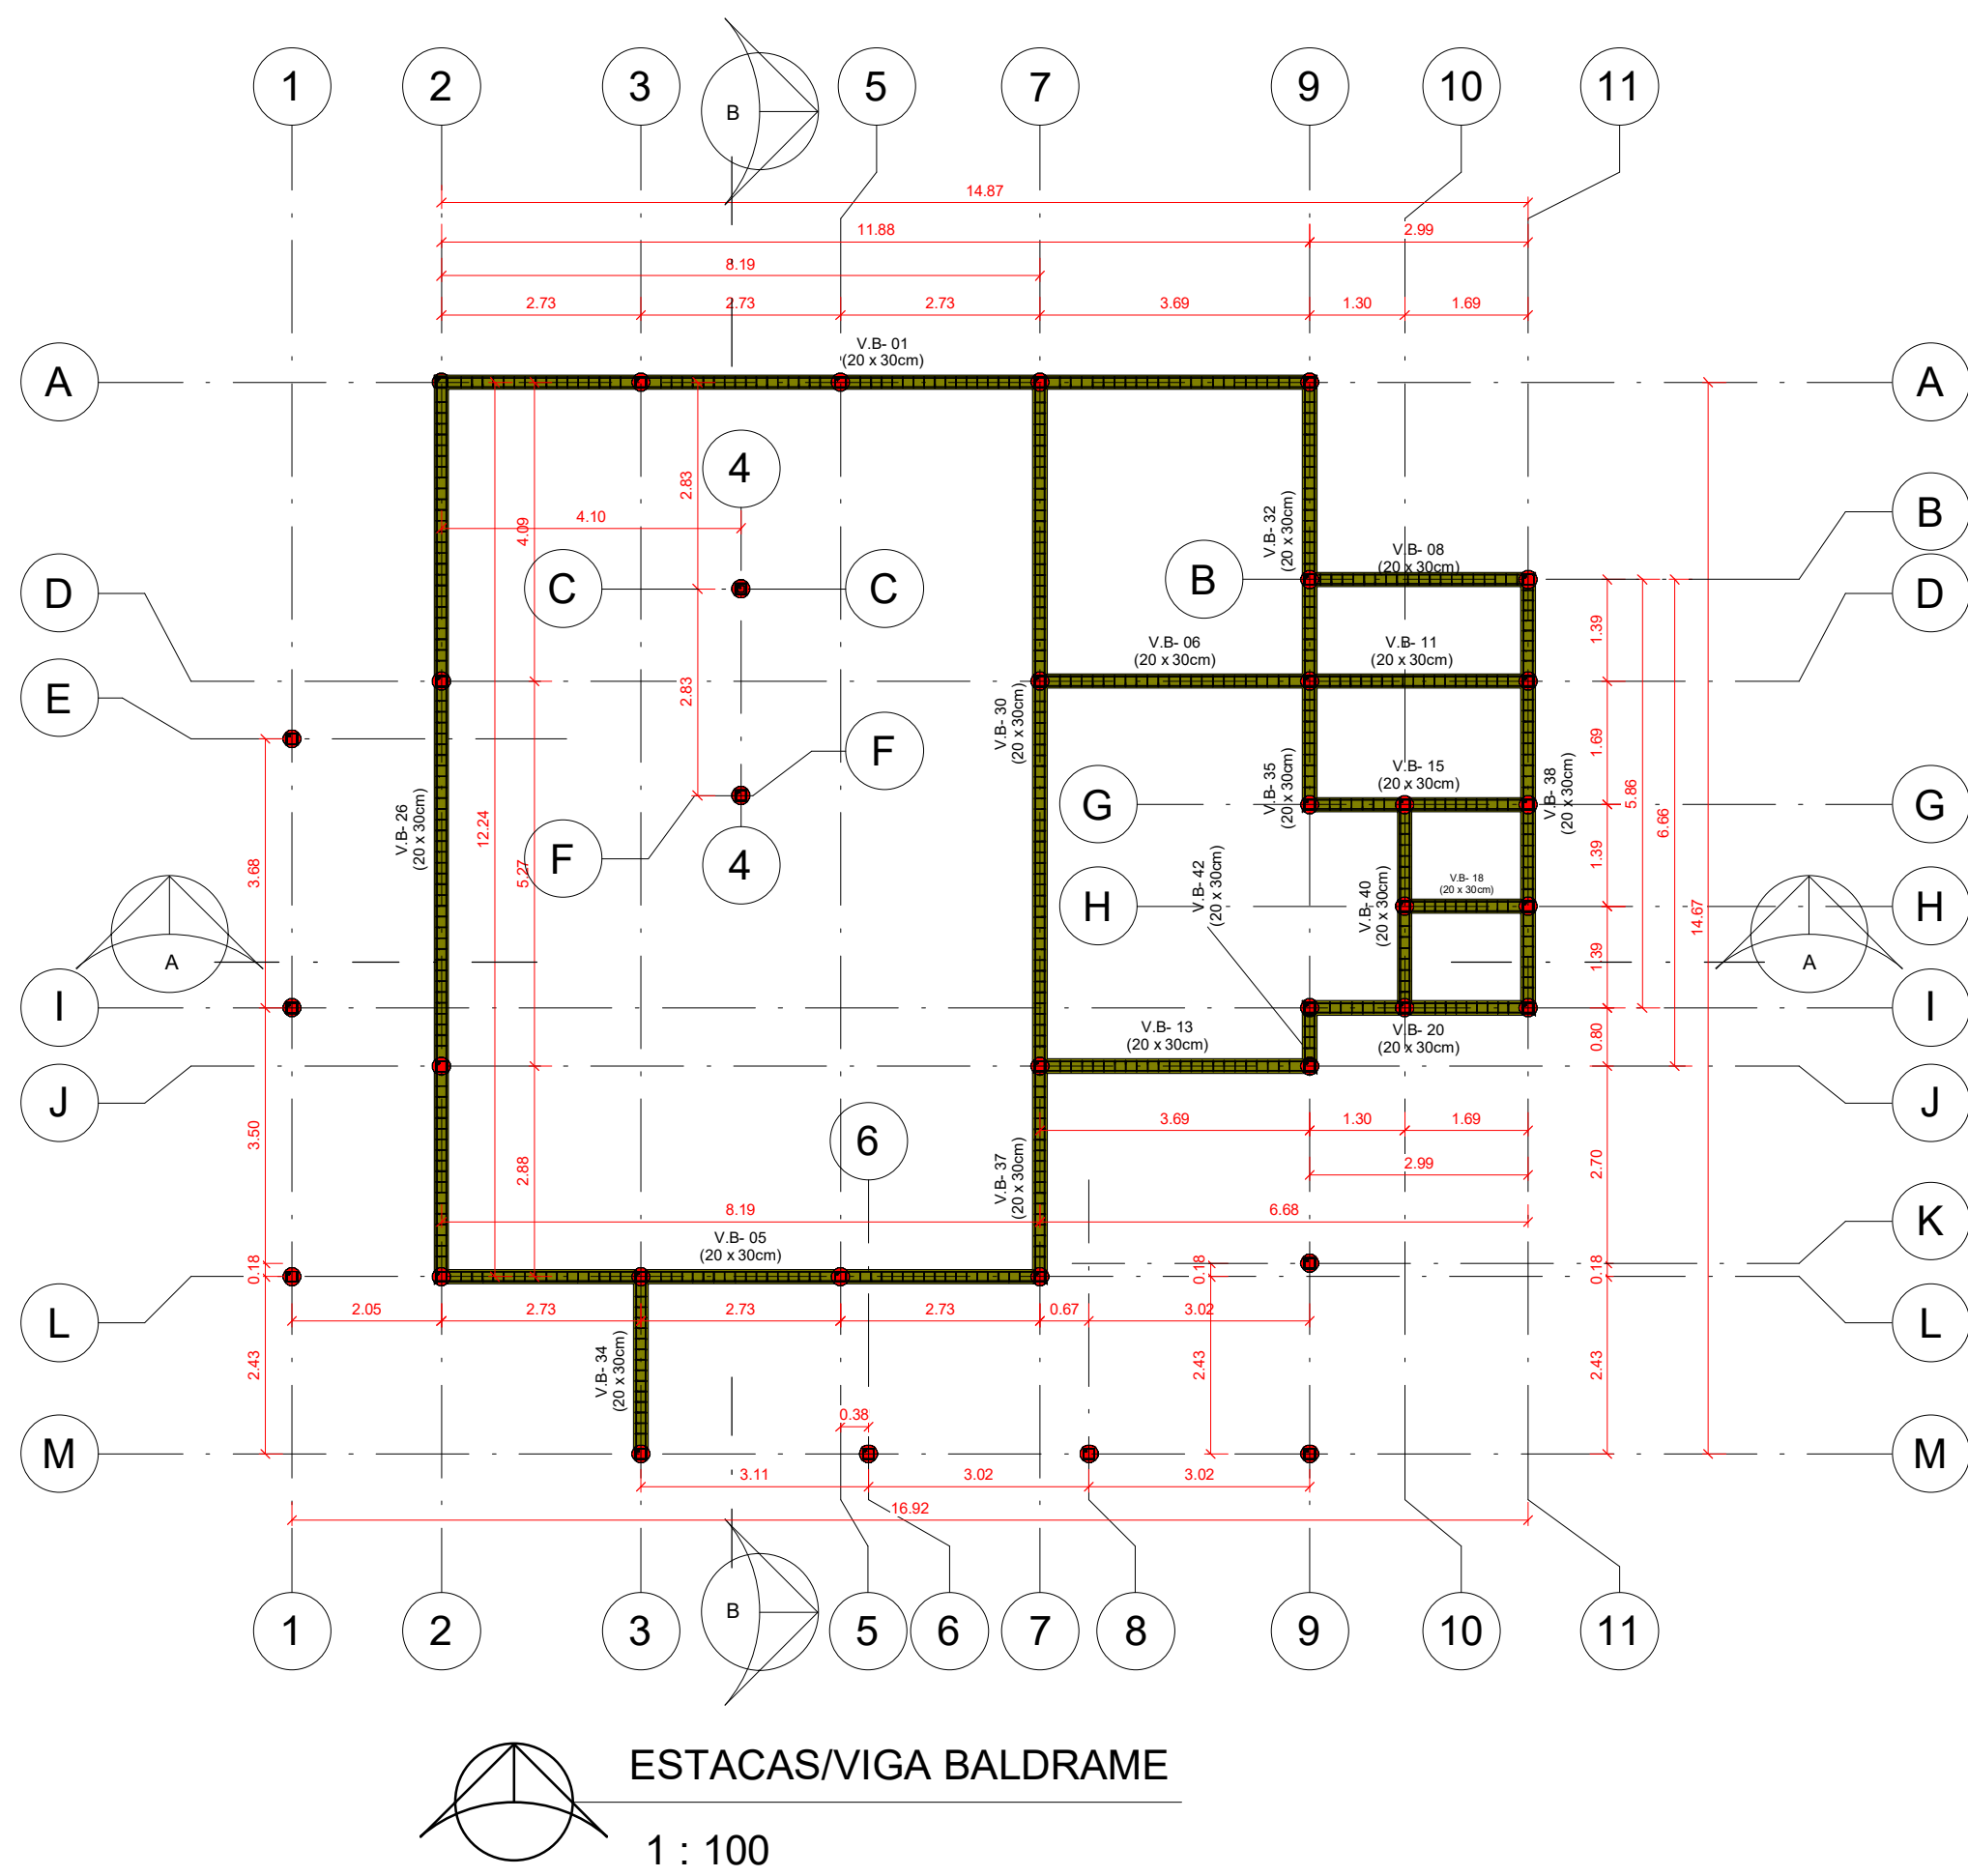 1 2 3 5 7 9 10 11
B
14.87
11.88 2.99
8.19
2.73 2.73 2.73 3.69 1.30 1.69
V.B- 01
(20 x 30cm)
A A
4
2.83
B
4.10
4.09
V.B- 32
(20 x 30cm)
V.B- 08
(20 x 30cm)
C C B
D D
1.39
V.B- 06
(20 x 30cm)
V.B- 11
(20 x 30cm)
E
2.83
V.B- 30
(20 x 30cm)
F
1.69
V.B- 35
(20 x 30cm)
V.B- 15
(20 x 30cm)
V.B- 38
(20 x 30cm)
5.86
6.66
G G
V.B- 26
(20 x 30cm)
12.24
5.27
F
4
3.68
V.B- 42
(20 x 30cm)
1.39
V.B- 18
(20 x 30cm)
V.B- 40
(20 x 30cm)
H H
14.67
A A
1.39
I I
V.B- 13
(20 x 30cm)
V.B- 20
(20 x 30cm)
0.80
J J
3.50
6
3.69 1.30 1.69
2.99
2.88
V.B- 37
(20 x 30cm)
2.70
8.19 6.68
K
V.B- 05
(20 x 30cm)
0.18 0.18 0.18
2.05 2.73 2.73 2.73 0.67 3.02
L L
2.43
V.B- 34
(20 x 30cm)
2.43 2.43
0.38
M M
3.11 3.02 3.02
16.92
B
1 2 3 5 6 7 8 9 10 11
ESTACAS/VIGA BALDRAME
1 : 100